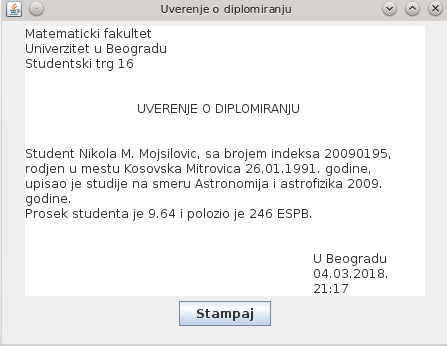 Uverenje o diplomiranju
Matematicki fakultet
Univerzitet u Beogradu
Studentski trg 16
UVERENJE O DIPLOMIRANJU
Student Nikola M. Mojsilovic, sa brojem indeksa 20090195,
rodjen u mestu Kosovska Mitrovica 26.01.1991. godine,
upisao je studije na smeru Astronomija i astrofizika 2009.
godine.
Prosek studenta je 9.64 i polozio je 246 ESPB.
U Beogradu
04.03.2018.
21:17
Stampaj